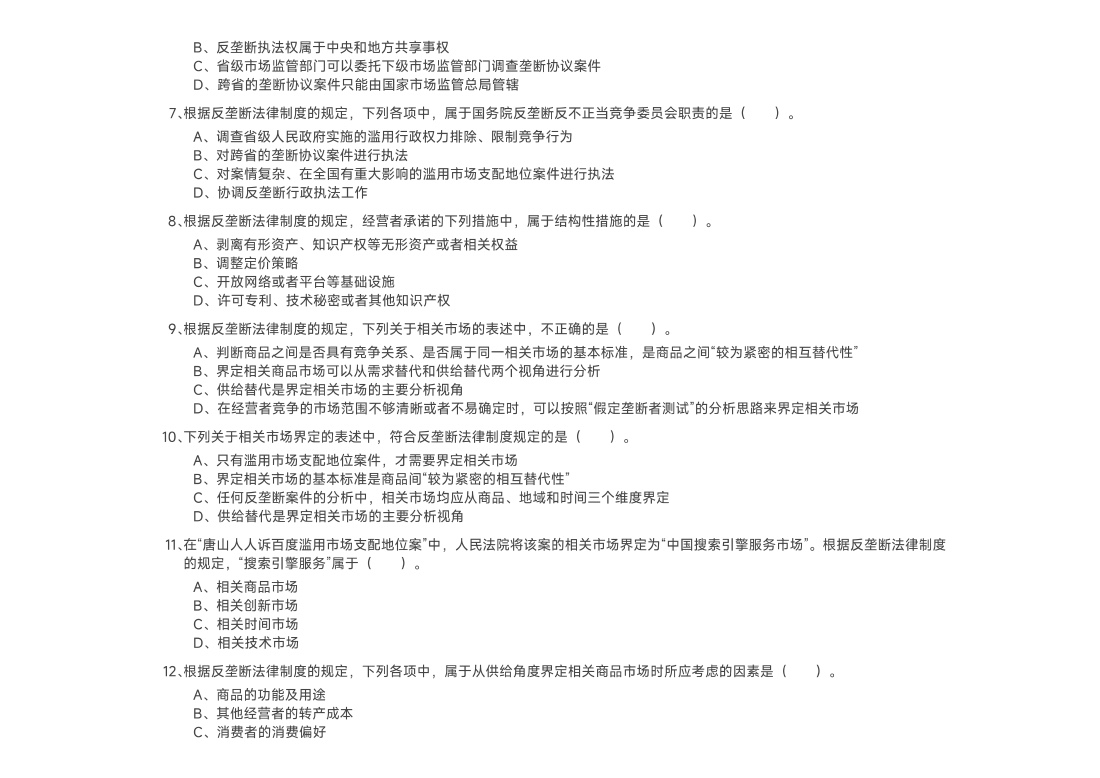 B、反垄断执法权属于中央和地方共享事权
C、省级市场监管部门可以委托下级市场监管部门调查垄断协议案件
D、跨省的垄断协议案件只能由国家市场监管总局管辖
7、根据反垄断法律制度的规定，下列各项中，属于国务院反垄断反不正当竞争委员会职责的是（　　）。
A、调查省级人民政府实施的滥用行政权力排除、限制竞争行为
B、对跨省的垄断协议案件进行执法
C、对案情复杂、在全国有重大影响的滥用市场支配地位案件进行执法
D、协调反垄断行政执法工作
8、根据反垄断法律制度的规定，经营者承诺的下列措施中，属于结构性措施的是（　　）。
A、剥离有形资产、知识产权等无形资产或者相关权益
B、调整定价策略
C、开放网络或者平台等基础设施
D、许可专利、技术秘密或者其他知识产权
9、根据反垄断法律制度的规定，下列关于相关市场的表述中，不正确的是（　　）。
A、判断商品之间是否具有竞争关系、是否属于同一相关市场的基本标准，是商品之间“较为紧密的相互替代性”
B、界定相关商品市场可以从需求替代和供给替代两个视角进行分析
C、供给替代是界定相关市场的主要分析视角
D、在经营者竞争的市场范围不够清晰或者不易确定时，可以按照“假定垄断者测试”的分析思路来界定相关市场
10、下列关于相关市场界定的表述中，符合反垄断法律制度规定的是（　　）。
A、只有滥用市场支配地位案件，才需要界定相关市场
B、界定相关市场的基本标准是商品间“较为紧密的相互替代性”
C、任何反垄断案件的分析中，相关市场均应从商品、地域和时间三个维度界定
D、供给替代是界定相关市场的主要分析视角
11、在“唐山人人诉百度滥用市场支配地位案”中，人民法院将该案的相关市场界定为“中国搜索引擎服务市场”。根据反垄断法律制度
的规定，“搜索引擎服务”属于（　　）。
A、相关商品市场
B、相关创新市场
C、相关时间市场
D、相关技术市场
12、根据反垄断法律制度的规定，下列各项中，属于从供给角度界定相关商品市场时所应考虑的因素是（　　）。
A、商品的功能及用途
B、其他经营者的转产成本
C、消费者的消费偏好